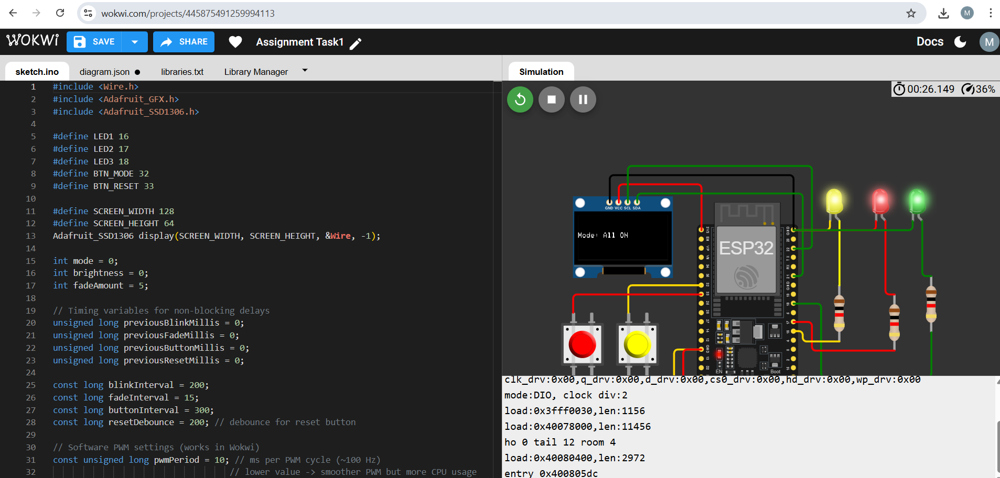 wokwi.com/projects/445875491259994113
M
WOKWI
SAVE
SHARE
Assignment Task1
Docs
M
sketch.ino
diagram.json
libraries.txt
Library Manager
Simulation
1 #include <Wire.h>
2 #include <Adafruit_GFX.h>
3 #include <Adafruit_SSD1306.h>
4
5 #define LED1 16
6 #define LED2 17
7 #define LED3 18
8 #define BTN_MODE 32
9 #define BTN_RESET 33
10
11 #define SCREEN_WIDTH 128
12 #define SCREEN_HEIGHT 64
13 Adafruit_SSD1306 display(SCREEN_WIDTH, SCREEN_HEIGHT, &Wire, -1);
14
15 int mode = 0;
16 int brightness = 0;
17 int fadeAmount = 5;
18
19 // Timing variables for non-blocking delays
20 unsigned long previousBlinkMillis = 0;
21 unsigned long previousFadeMillis = 0;
22 unsigned long previousButtonMillis = 0;
23 unsigned long previousResetMillis = 0;
24
25 const long blinkInterval = 200;
26 const long fadeInterval = 15;
27 const long buttonInterval = 300;
28 const long resetDebounce = 200; // debounce for reset button
29
30 // Software PWM settings (works in Wokwi)
31 const unsigned long pwmPeriod = 10; // ms per PWM cycle (~100 Hz)
32 // lower value -> smoother PWM but more CPU usage
00:26.149 36%
GND VCC SCL SDA
Mode: All ON
ESP32
EN
Boot
clk_drv:0x00,q_drv:0x00,d_drv:0x00,cs0_drv:0x00,hd_drv:0x00,wp_drv:0x00
mode:DIO, clock div:2
load:0x3fff0030,len:1156
load:0x40078000,len:11456
ho 0 tail 12 room 4
load:0x40080400,len:2972
entry 0x400805dc